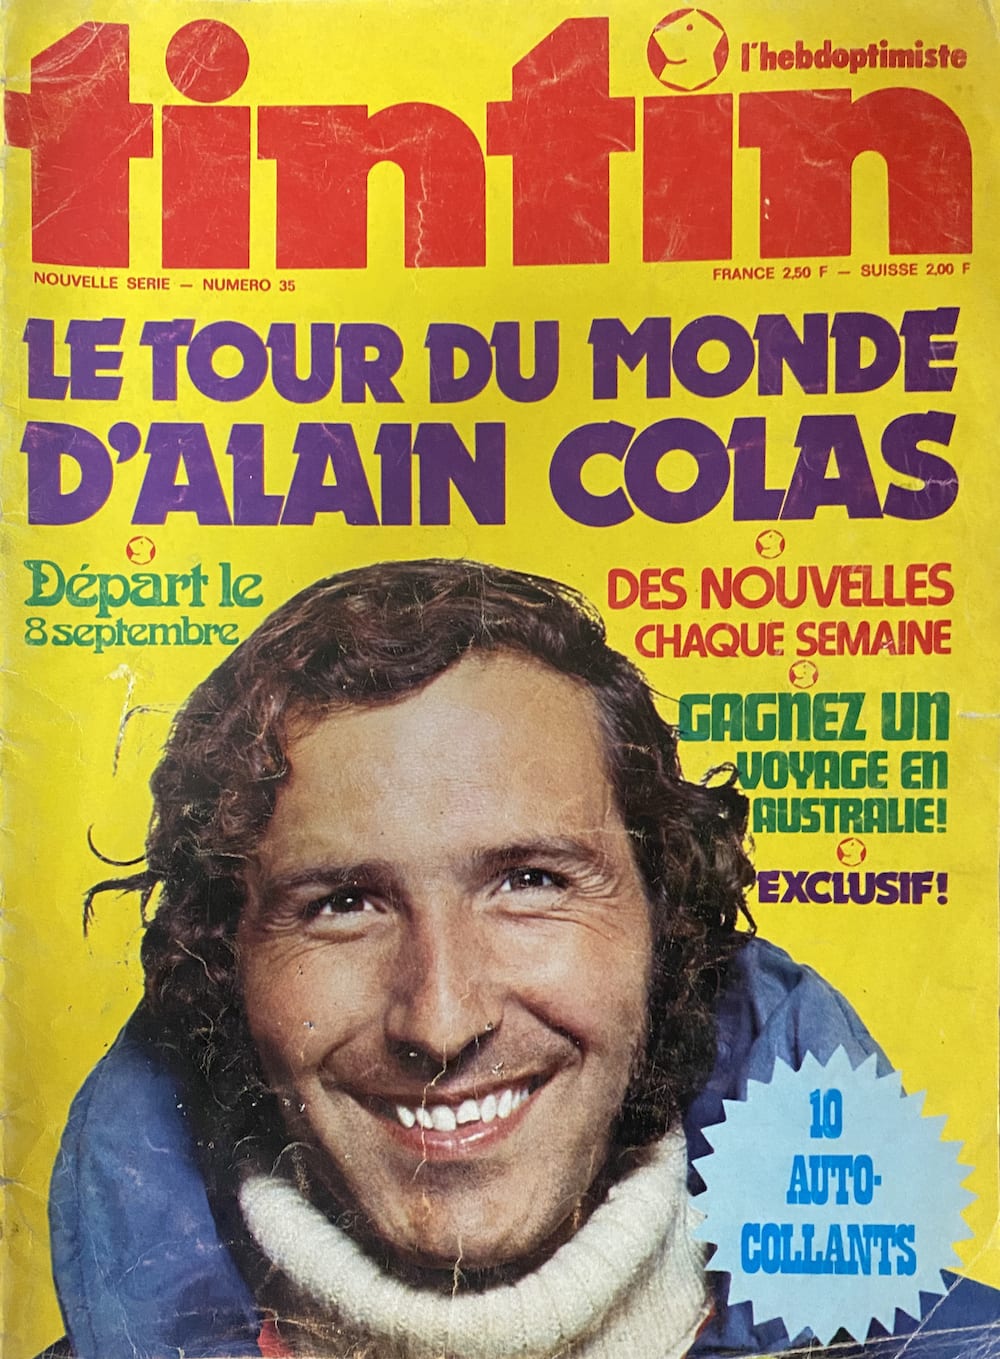 tintin
l'hebdoptimiste
NOUVELLE SERIE — NUMERO 35
FRANCE 2,50 F — SUISSE 2,00 F
LE TOUR DU MONDE
D'ALAIN COLAS
Départ le
8 septembre
DES NOUVELLES
CHAQUE SEMAINE
GAGNEZ UN
VOYAGE EN
AUSTRALIE!
EXCLUSIF!
10
AUTO-
COLLANTS